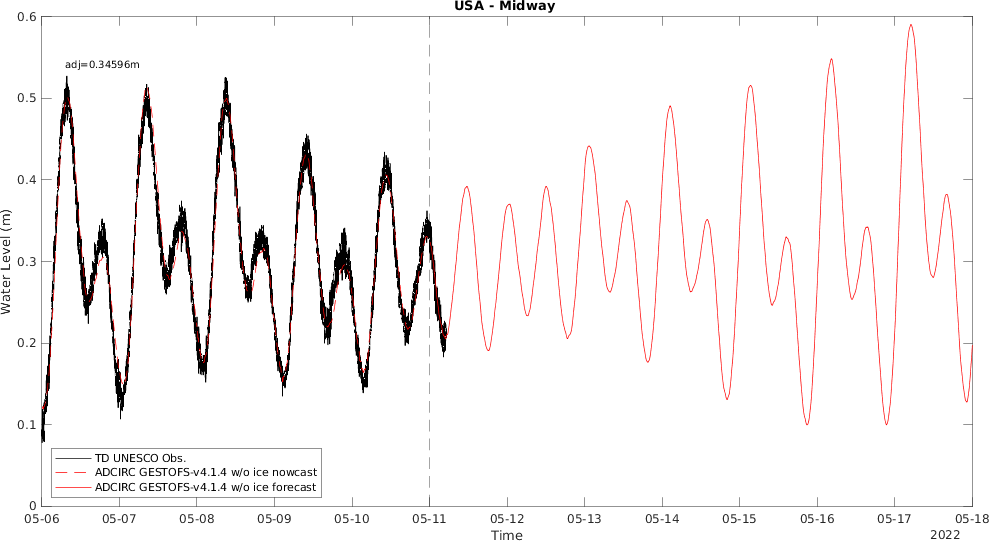 USA - Midway
adj=0.34596m
0.6
0.5
0.4
0.3
0.2
0.1
0
Water Level (m)
TD UNESCO Obs.
ADCIRC GESTOFS-v4.1.4 w/o ice nowcast
ADCIRC GESTOFS-v4.1.4 w/o ice forecast
05-06 05-07 05-08 05-09 05-10 05-11 05-12 05-13 05-14 05-15 05-16 05-17 05-18
Time
2022